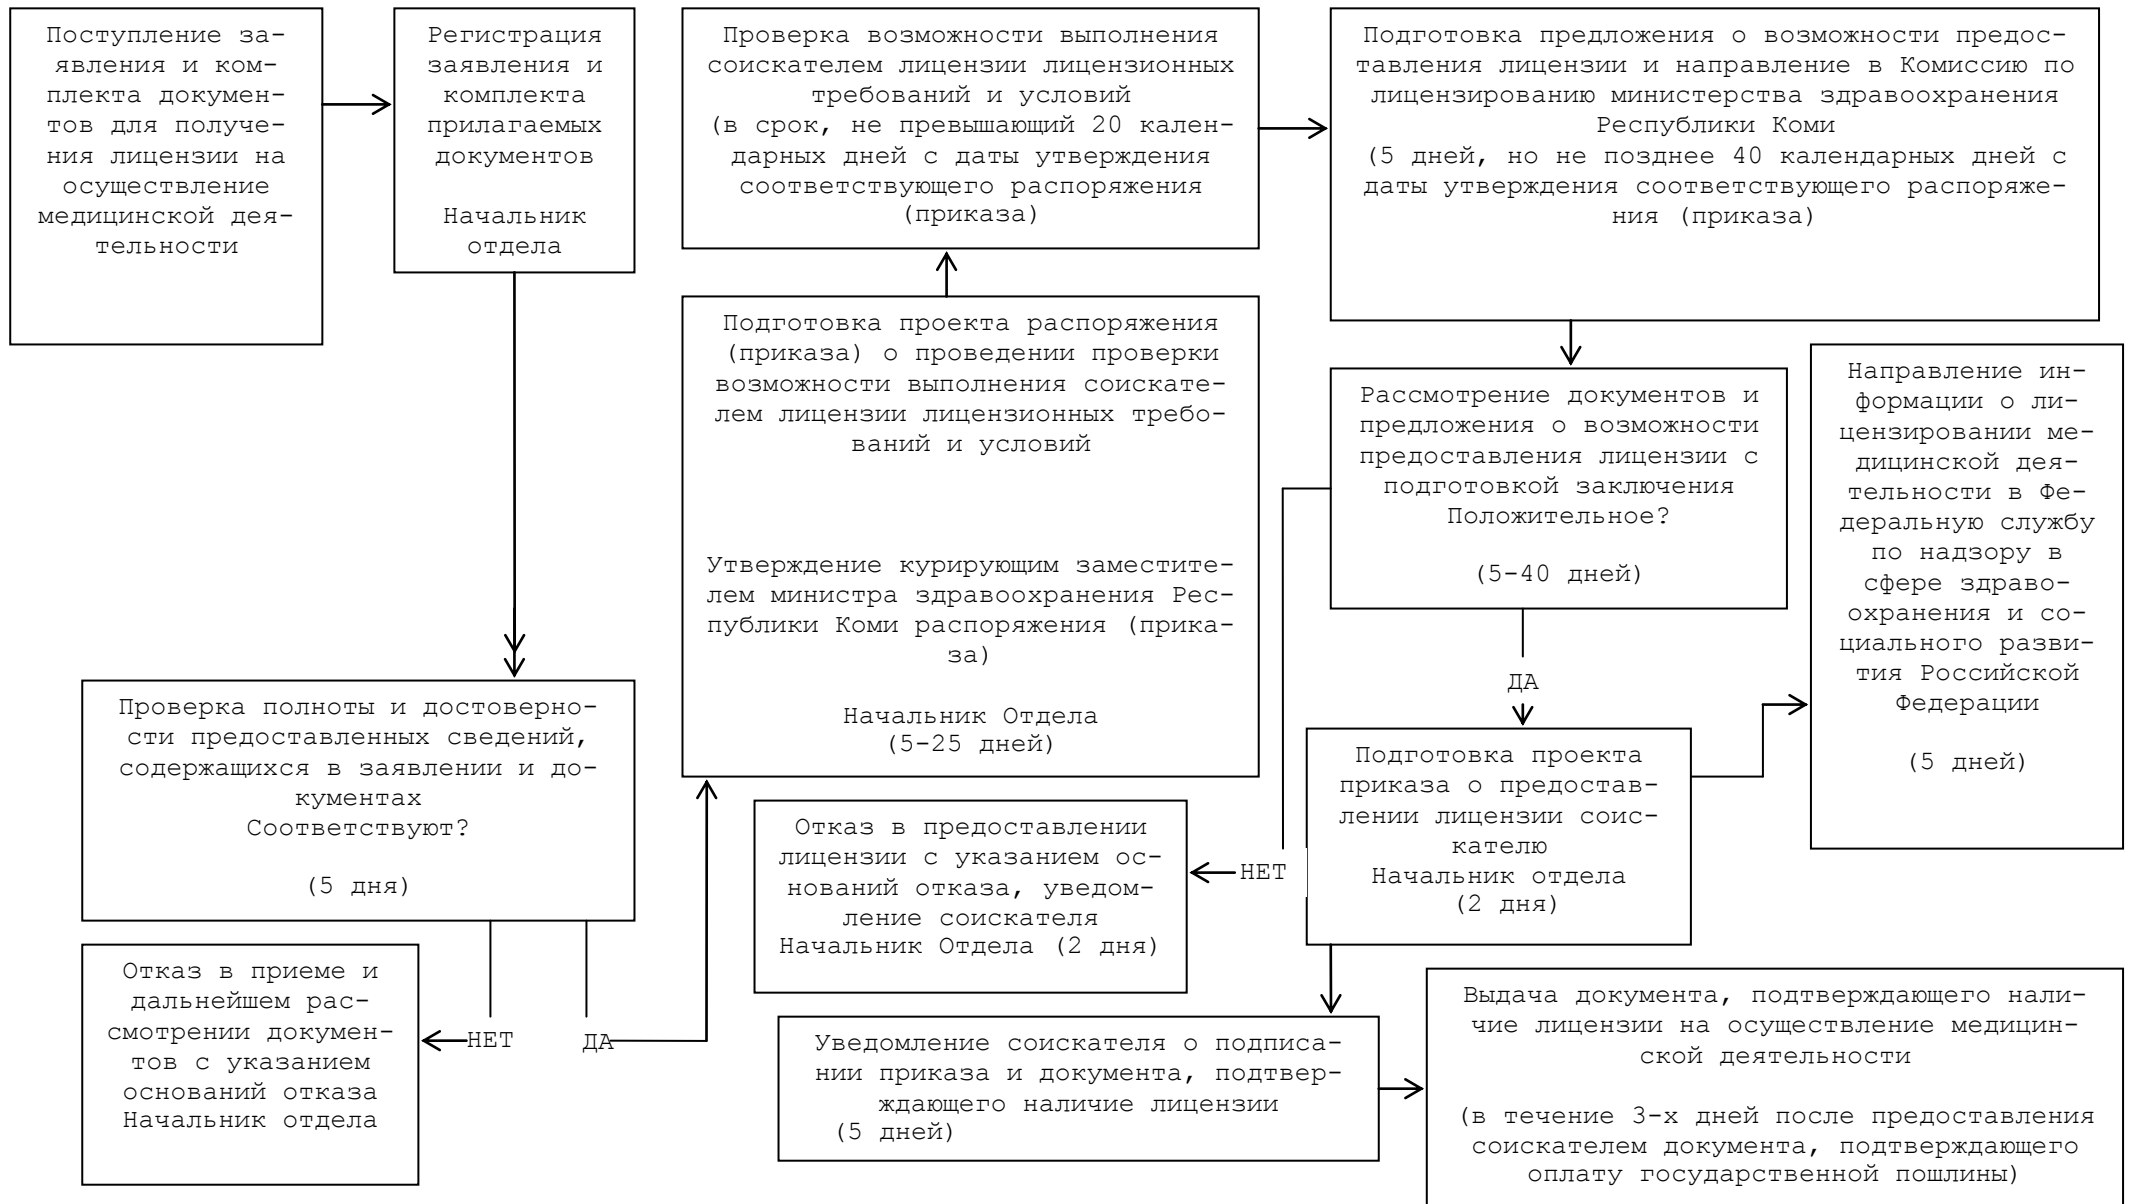 Поступление за-
явления и ком-
плекта докумен-
тов для получе-
ния лицензии на
осуществление
медицинской дея-
тельности
Регистрация
заявления и
комплекта
прилагаемых
документов
Начальник
отдела
Проверка полноты и достоверно-
сти предоставленных сведений,
содержащихся в заявлении и до-
кументах
Соответствуют?
(5 дня)
НЕТ
ДА
Отказ в приеме и
дальнейшем рас-
смотрении докумен-
тов с указанием
оснований отказа
Начальник отдела
Подготовка проекта распоряжения
(приказа) о проведении проверки
возможности выполнения соискате-
лем лицензии лицензионных требо-
ваний и условий
Утверждение курирующим заместите-
лем министра здравоохранения Рес-
публики Коми распоряжения (прика-
за)
Начальник Отдела
(5-25 дней)
Проверка возможности выполнения
соискателем лицензии лицензионных
требований и условий
(в срок, не превышающий 20 кален-
дарных дней с даты утверждения
соответствующего распоряжения
(приказа)
Подготовка предложения о возможности предос-
тавления лицензии и направление в Комиссию по
лицензированию министерства здравоохранения
Республики Коми
(5 дней, но не позднее 40 календарных дней с
даты утверждения соответствующего распоряже-
ния (приказа)
Рассмотрение документов и
предложения о возможности
предоставления лицензии с
подготовкой заключения
Положительное?
(5-40 дней)
НЕТ
ДА
Отказ в предоставлении
лицензии с указанием ос-
нований отказа, уведом-
ление соискателя
Начальник Отдела (2 дня)
Подготовка проекта
приказа о предостав-
лении лицензии соис-
кателю
Начальник отдела
(2 дня)
Направление ин-
формации о ли-
цензировании ме-
дицинской дея-
тельности в Фе-
деральную службу
по надзору в
сфере здраво-
охранения и со-
циального разви-
тия Российской
Федерации
(5 дней)
Уведомление соискателя о подписа-
нии приказа и документа, подтвер-
ждающего наличие лицензии
(5 дней)
Выдача документа, подтверждающего нали-
чие лицензии на осуществление медицин-
ской деятельности
(в течение 3-х дней после предоставления
соискателем документа, подтверждающего
оплату государственной пошлины)